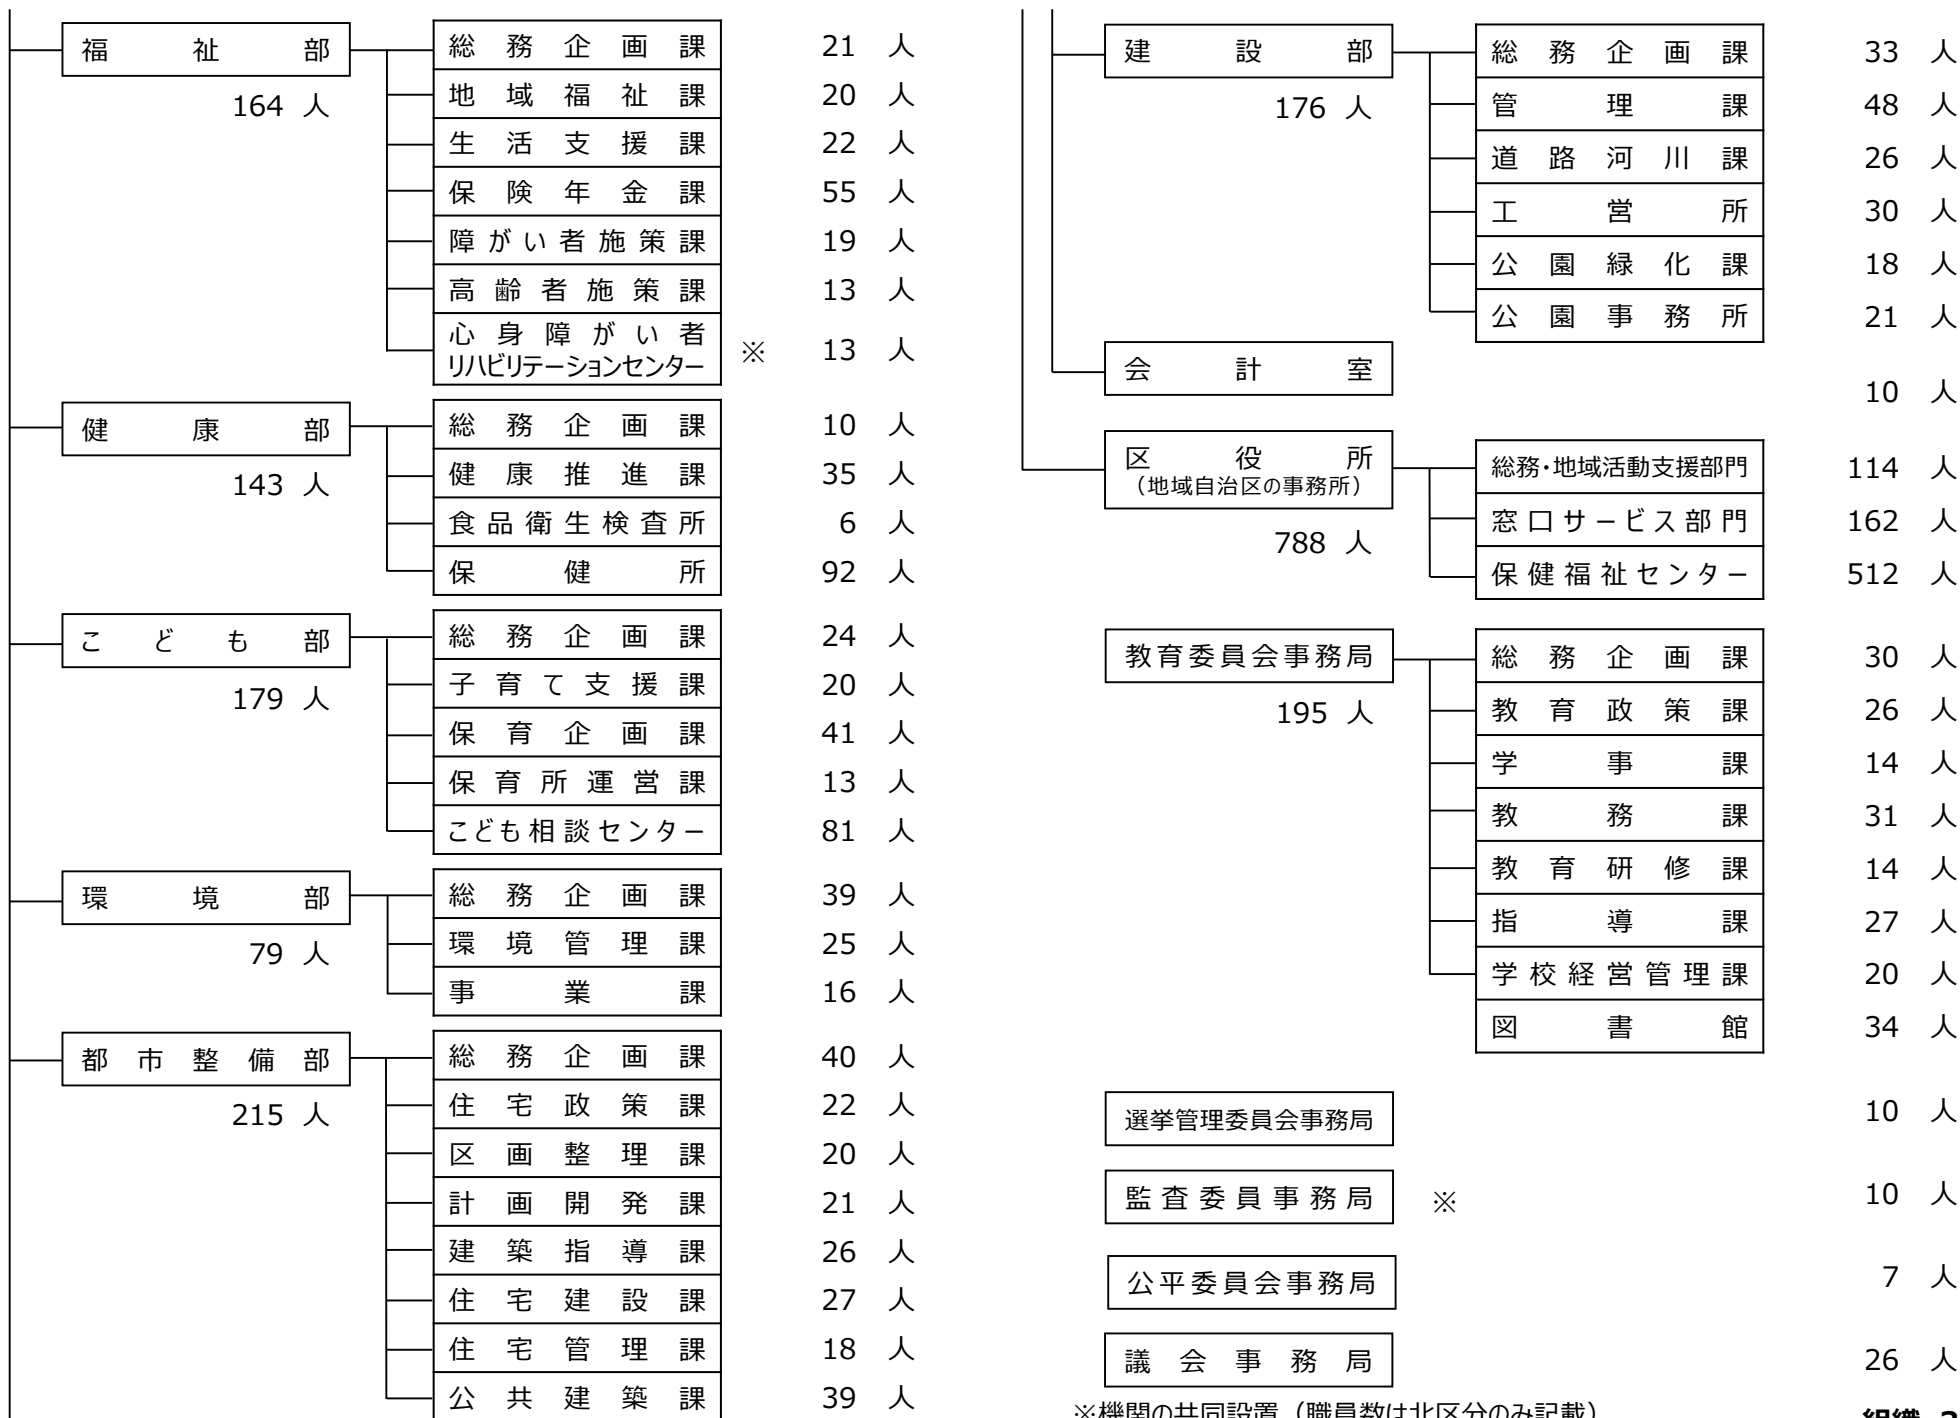 福祉部
164 人
総務企画課 21 人
地域福祉課 20 人
生活支援課 22 人
保険年金課 55 人
障がい者施策課 19 人
高齢者施策課 13 人
心身障がい者
リハビリテーションセンター ※ 13 人
健康部
143 人
総務企画課 10 人
健康推進課 35 人
食品衛生検査所 6 人
保健所 92 人
こども部
179 人
総務企画課 24 人
子育て支援課 20 人
保育企画課 41 人
保育所運営課 13 人
こども相談センター 81 人
環境部
79 人
総務企画課 39 人
環境管理課 25 人
事業課 16 人
都市整備部
215 人
総務企画課 40 人
住宅政策課 22 人
区画整理課 20 人
計画開発課 21 人
建築指導課 26 人
住宅建設課 27 人
住宅管理課 18 人
公共建築課 39 人
建設部
176 人
総務企画課 33 人
管理課 48 人
道路河川課 26 人
工営所 30 人
公園緑化課 18 人
公園事務所 21 人
会計室 10 人
区役所
（地域自治区の事務所）
788 人
総務・地域活動支援部門 114 人
窓口サービス部門 162 人
保健福祉センター 512 人
教育委員会事務局
195 人
総務企画課 30 人
教育政策課 26 人
学事課 14 人
教務課 31 人
教育研修課 14 人
指導課 27 人
学校経営管理課 20 人
図書館 34 人
選挙管理委員会事務局 10 人
監査委員事務局 ※ 10 人
公平委員会事務局 7 人
議会事務局 26 人
※機関の共同設置（職員数は北区分のみ記載）